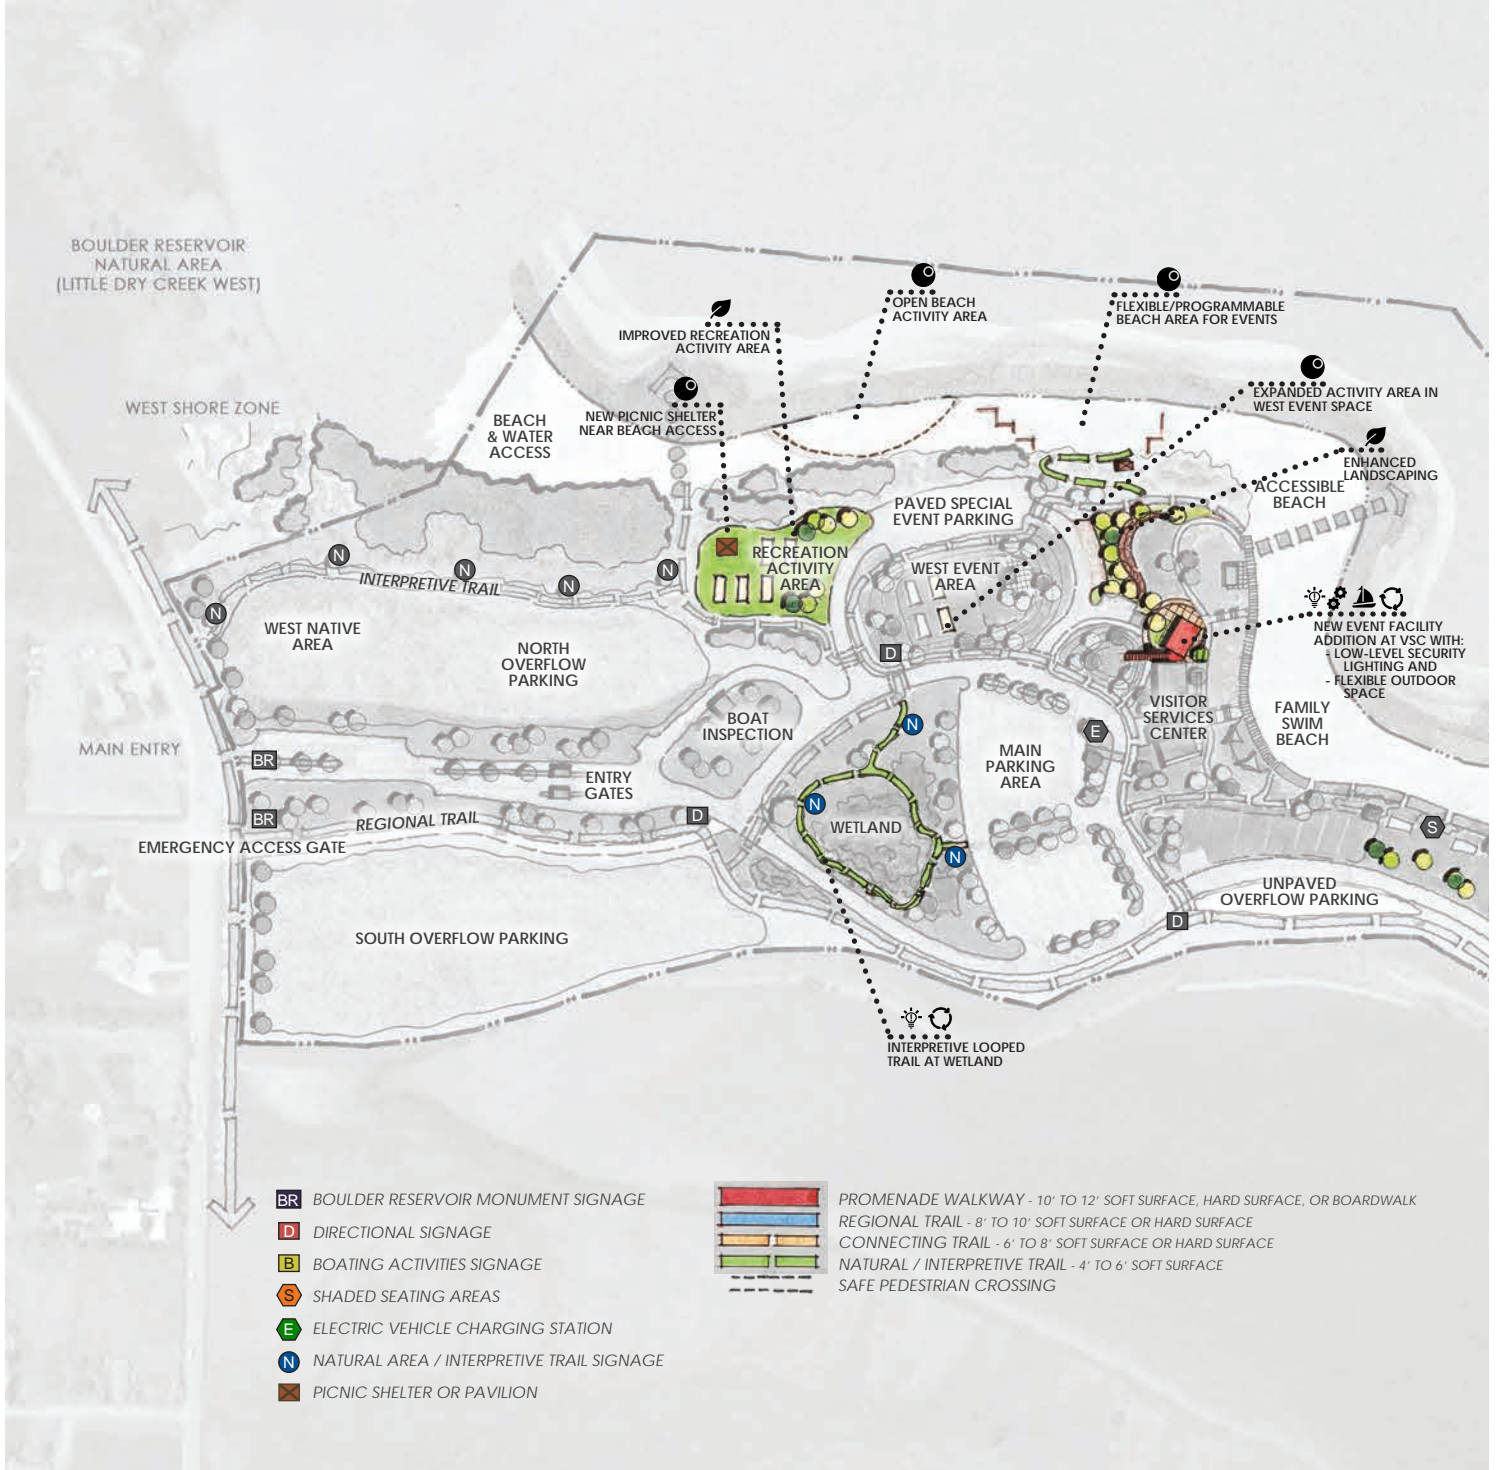 BOULDER RESERVOIR
NATURAL AREA
(LITTLE DRY CREEK WEST)
OPEN BEACH
ACTIVITY AREA
FLEXIBLE/PROGRAMMABLE
BEACH AREA FOR EVENTS
IMPROVED RECREATION
ACTIVITY AREA
EXPANDED ACTIVITY AREA IN
WEST EVENT SPACE
WEST SHORE ZONE
BEACH
& WATER
ACCESS
NEW PICNIC SHELTER
NEAR BEACH ACCESS
ENHANCED
LANDSCAPING
ACCESSIBLE
BEACH
PAVED SPECIAL
EVENT PARKING
N
N
N
N
N
INTERPRETIVE TRAIL
RECREATION
ACTIVITY
AREA
WEST EVENT
AREA
WEST NATIVE
AREA
NORTH
OVERFLOW
PARKING
D
NEW EVENT FACILITY
ADDITION AT VSC WITH:
- LOW-LEVEL SECURITY
LIGHTING AND
- FLEXIBLE OUTDOOR
SPACE
VISITOR
SERVICES
CENTER
FAMILY
SWIM
BEACH
BOAT
INSPECTION
N
E
MAIN
PARKING
AREA
MAIN ENTRY
BR
ENTRY
GATES
BR
REGIONAL TRAIL
D
N
WETLAND
N
S
EMERGENCY ACCESS GATE
UNPAVED
OVERFLOW PARKING
D
SOUTH OVERFLOW PARKING
INTERPRETIVE LOOPED
TRAIL AT WETLAND
BR BOULDER RESERVOIR MONUMENT SIGNAGE
D DIRECTIONAL SIGNAGE
B BOATING ACTIVITIES SIGNAGE
S SHADED SEATING AREAS
E ELECTRIC VEHICLE CHARGING STATION
N NATURAL AREA / INTERPRETIVE TRAIL SIGNAGE
PICNIC SHELTER OR PAVILION
PROMENADE WALKWAY - 10' TO 12' SOFT SURFACE, HARD SURFACE, OR BOARDWALK
REGIONAL TRAIL - 8' TO 10' SOFT SURFACE OR HARD SURFACE
CONNECTING TRAIL - 6' TO 8' SOFT SURFACE OR HARD SURFACE
NATURAL / INTERPRETIVE TRAIL - 4' TO 6' SOFT SURFACE
SAFE PEDESTRIAN CROSSING